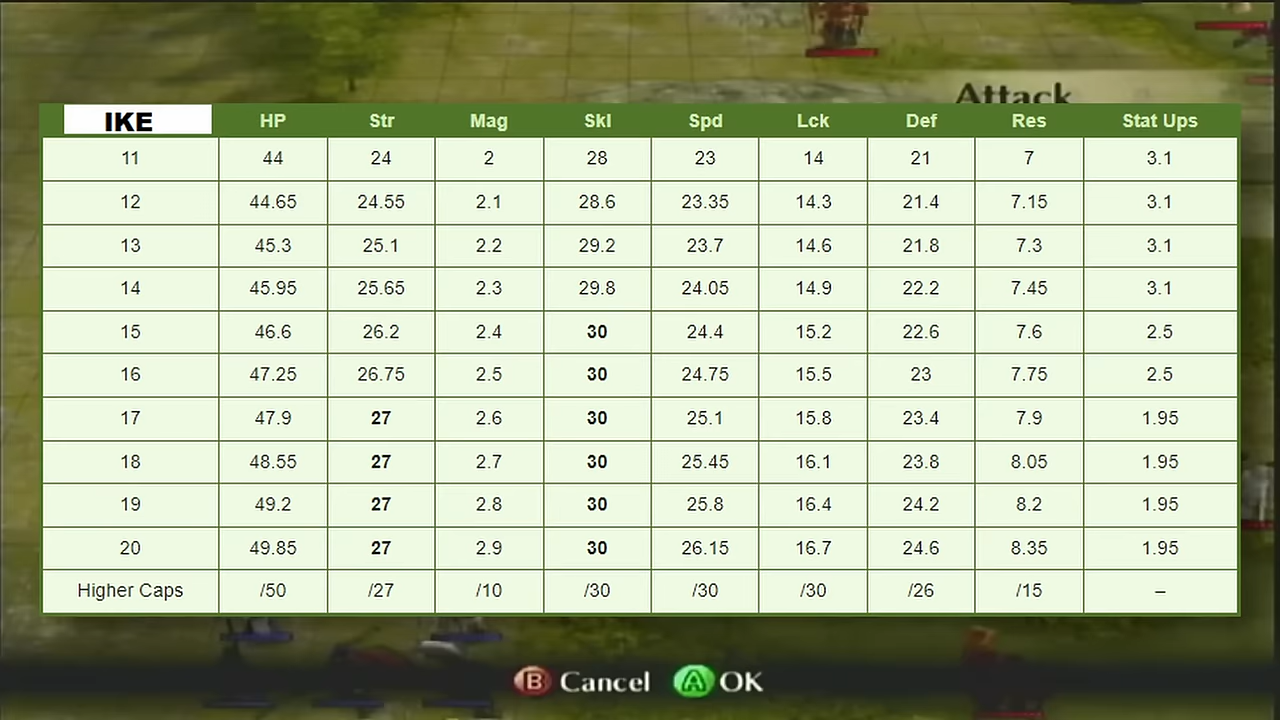 Attack
IKE HP Str Mag Skl Spd Lck Def Res Stat Ups
11 44 24 2 28 23 14 21 7 3.1
12 44.65 24.55 2.1 28.6 23.35 14.3 21.4 7.15 3.1
13 45.3 25.1 2.2 29.2 23.7 14.6 21.8 7.3 3.1
14 45.95 25.65 2.3 29.8 24.05 14.9 22.2 7.45 3.1
15 46.6 26.2 2.4 30 24.4 15.2 22.6 7.6 2.5
16 47.25 26.75 2.5 30 24.75 15.5 23 7.75 2.5
17 47.9 27 2.6 30 25.1 15.8 23.4 7.9 1.95
18 48.55 27 2.7 30 25.45 16.1 23.8 8.05 1.95
19 49.2 27 2.8 30 25.8 16.4 24.2 8.2 1.95
20 49.85 27 2.9 30 26.15 16.7 24.6 8.35 1.95
Higher Caps /50 /27 /10 /30 /30 /30 /26 /15 –
B Cancel A OK